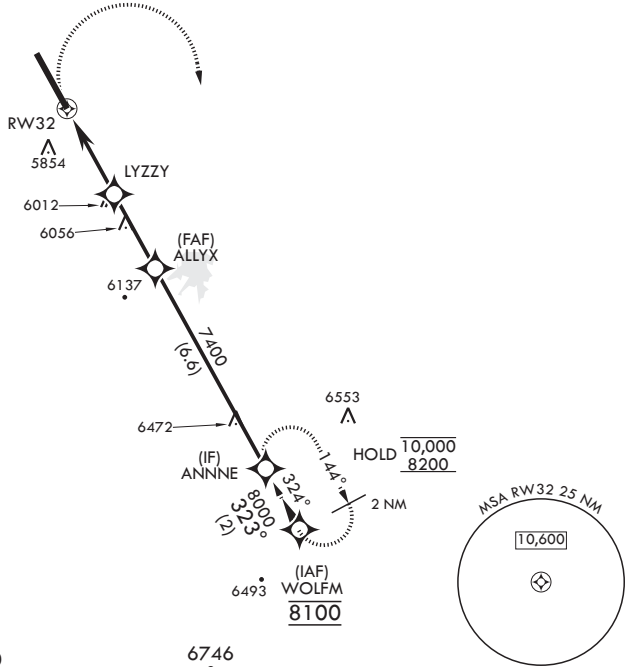 RW32
5854
LYZZY
6012
6056
(FAF)
ALLYX
6137
7400
(6.6)
6553
6472
HOLD 10,000
8200
(IF)
ANNNE
144°
324°
2 NM
8000
323°
(2)
MSA RW32 25 NM
10,600
(IAF)
WOLFM
8100
6493
6746